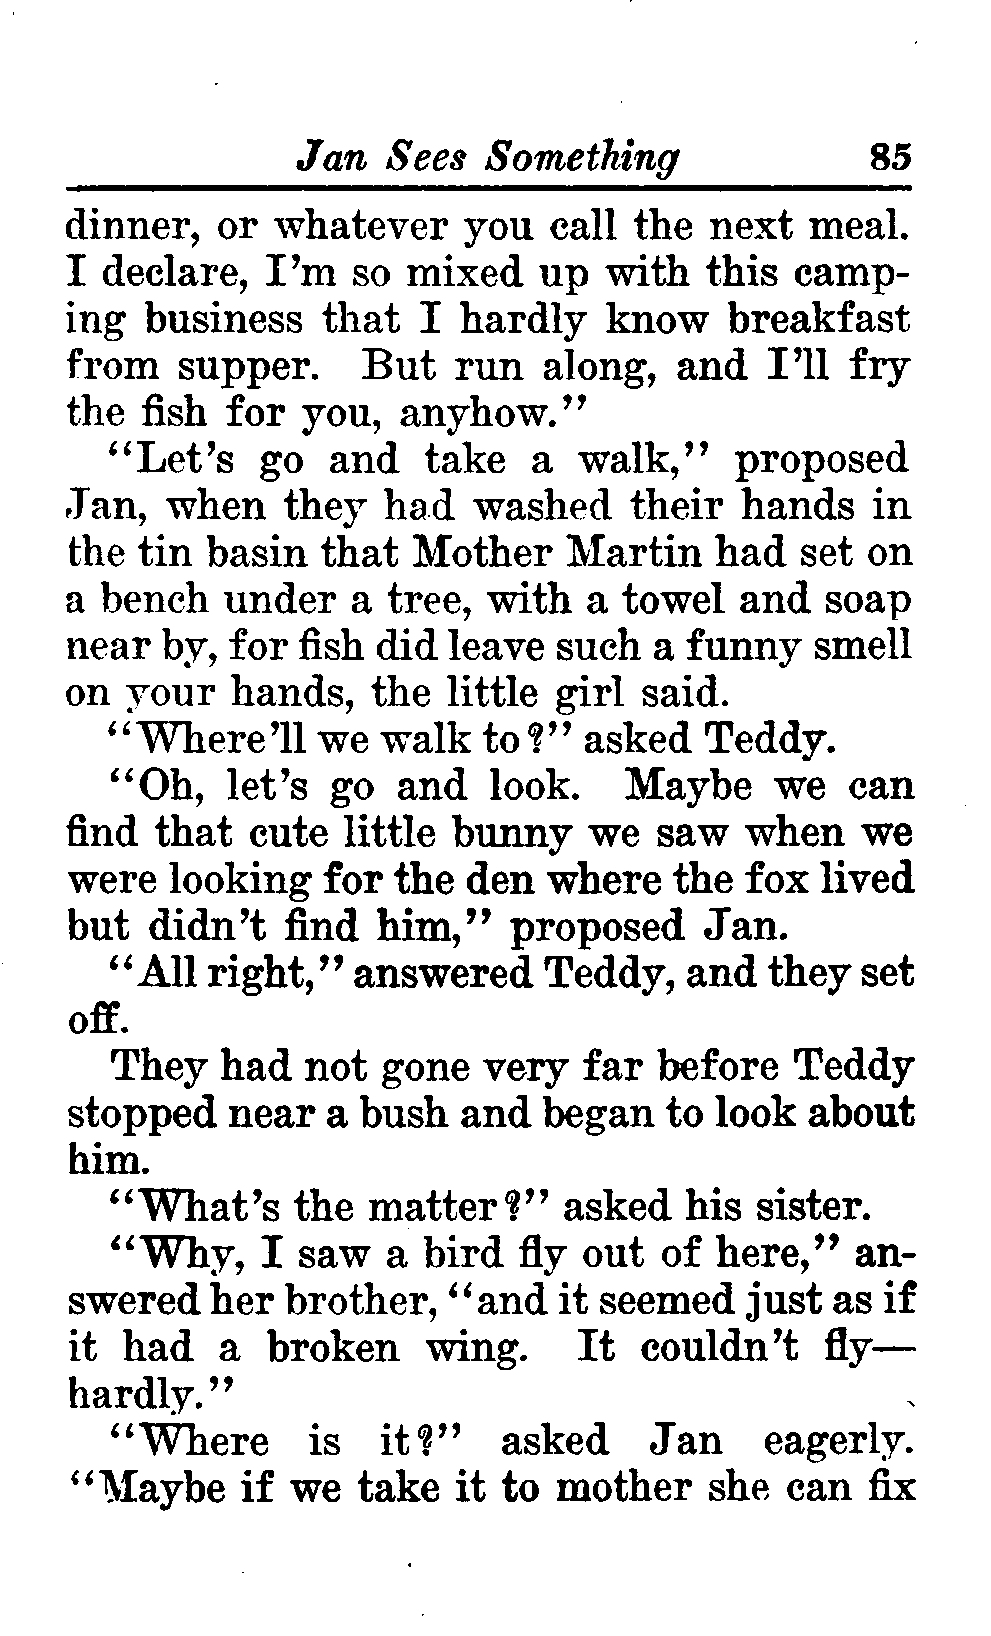 Jan Sees Something 85
dinner, or whatever you call the next meal.
I declare, I'm so mixed up with this camp-
ing business that I hardly know breakfast
from supper. But run along, and I'll fry
the fish for you, anyhow."
"Let's go and take a walk," proposed
Jan, when they had washed their hands in
the tin basin that Mother Martin had set on
a bench under a tree, with a towel and soap
near by, for fish did leave such a funny smell
on your hands, the little girl said.
"Where'll we walk to?" asked Teddy.
"Oh, let's go and look. Maybe we can
find that cute little bunny we saw when we
were looking for the den where the fox lived
but didn't find him," proposed Jan.
"All right," answered Teddy, and they set
off.
They had not gone very far before Teddy
stopped near a bush and began to look about
him.
"What's the matter?" asked his sister.
"Why, I saw a bird fly out of here," an-
swered her brother, "and it seemed just as if
it had a broken wing. It couldn't fly—
hardly."
"Where is it?" asked Jan eagerly.
"Maybe if we take it to mother she can fix